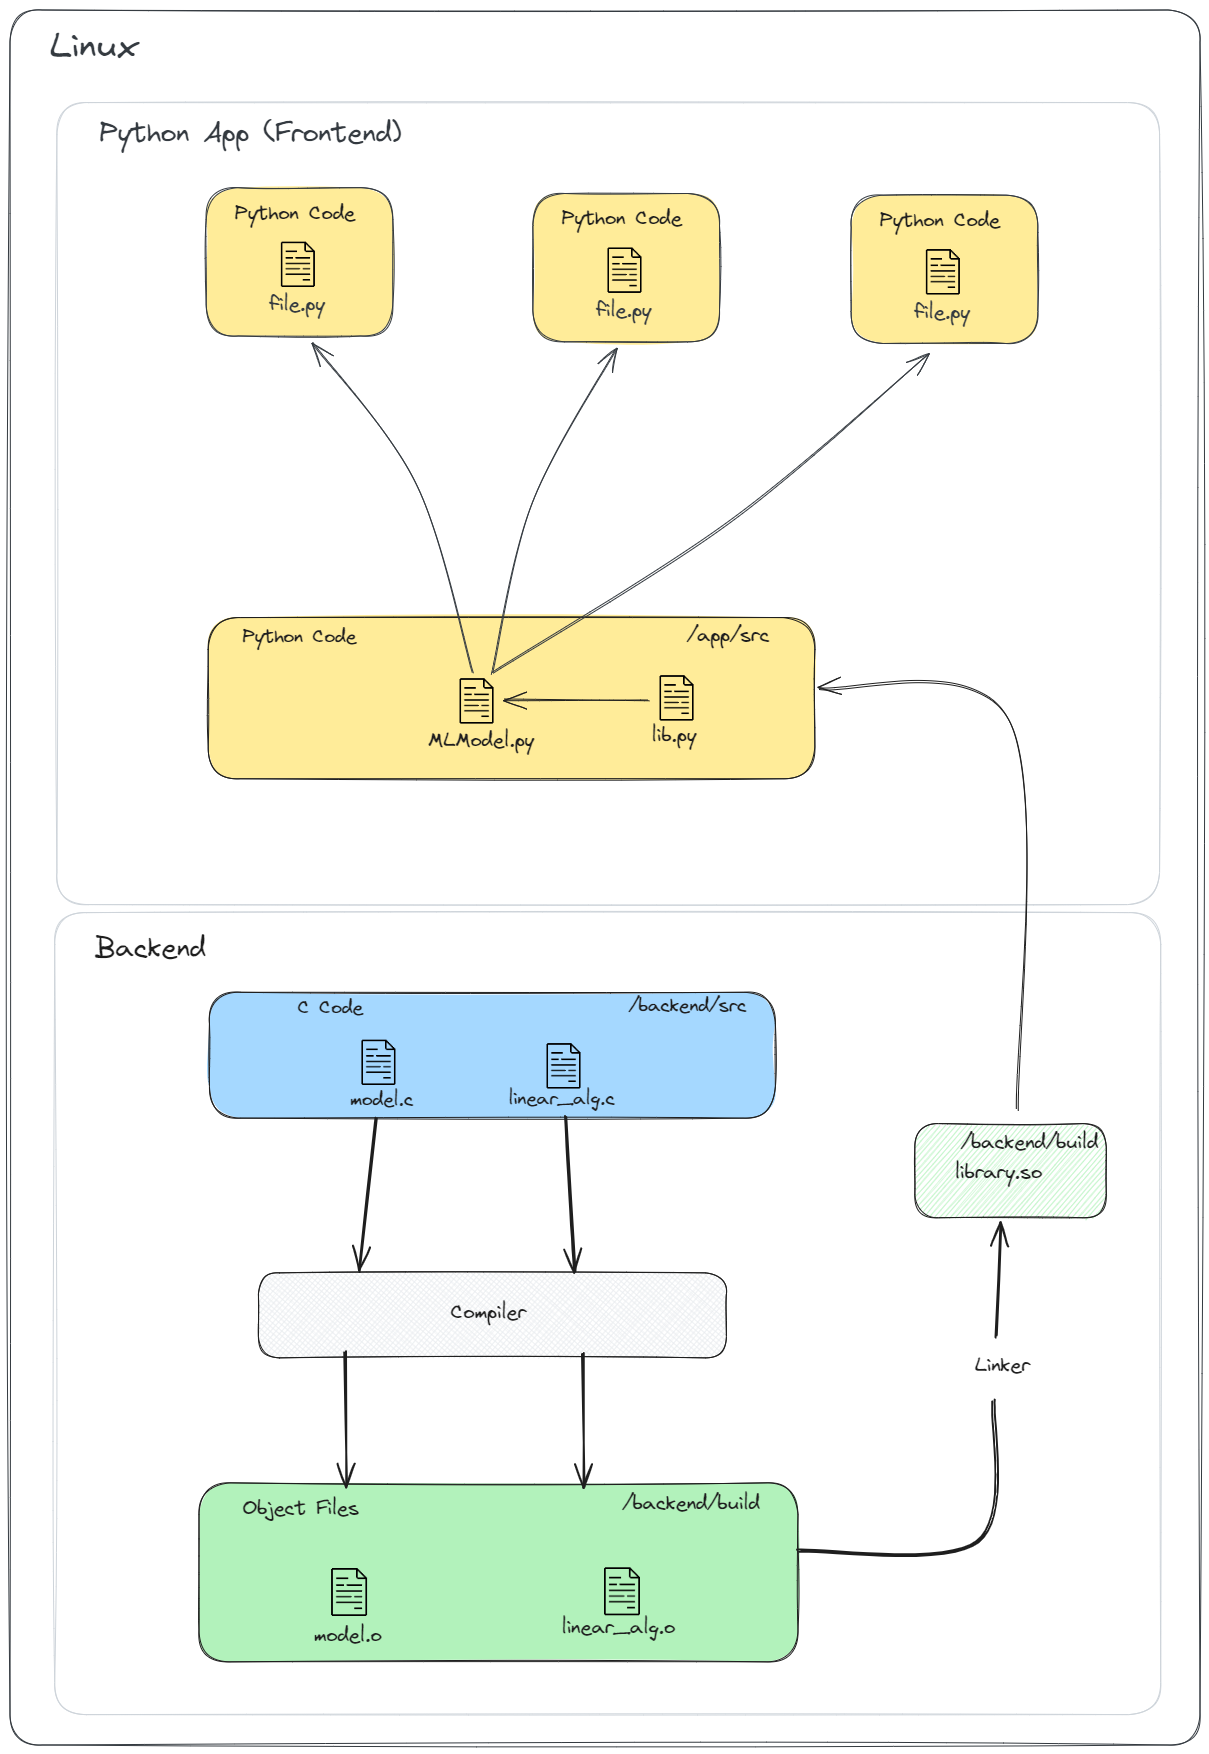 Linux
Python App (Frontend)
Python Code
file.py
Python Code
file.py
Python Code
file.py
Python Code
/app/src
MLModel.py
lib.py
Backend
C Code
/backend/src
model.c
linear_alg.c
/backend/build
library.so
Compiler
Linker
Object Files
/backend/build
model.o
linear_alg.o